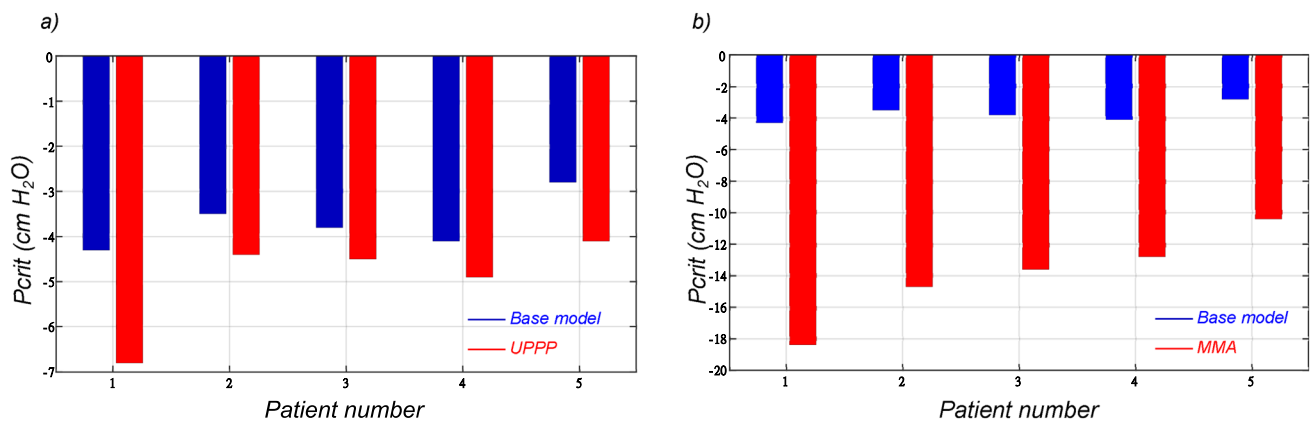 a)
0
-1
-2
-3
-4
-5
-6
-7
Pcrit (cm H₂O)
1 2 3 4 5
Patient number
Base model
UPPP
b)
0
-2
-4
-6
-8
-10
-12
-14
-16
-18
-20
Pcrit (cm H₂O)
1 2 3 4 5
Patient number
Base model
MMA